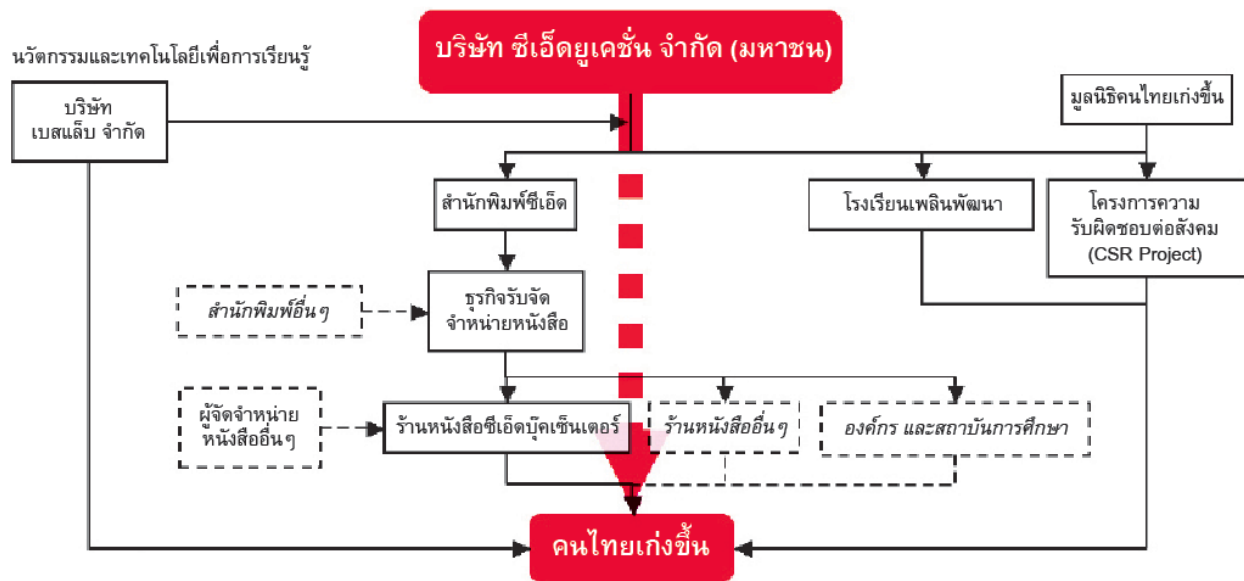 บริษัท ซีเอ็ดยูเคชั่น จำกัด (มหาชน)
นวัตกรรมและเทคโนโลยีเพื่อการเรียนรู้
บริษัท
เบสแล็บ จำกัด
มูลนิธิคนไทยเก่งขึ้น
สำนักพิมพ์ซีเอ็ด
โรงเรียนเพลินพัฒนา
โครงการความ
รับผิดชอบต่อสังคม
(CSR Project)
สำนักพิมพ์อื่นๆ
ธุรกิจรับจัด
จำหน่ายหนังสือ
ผู้จัดจำหน่าย
หนังสืออื่นๆ
ร้านหนังสือซีเอ็ดบุ๊คเซ็นเตอร์
ร้านหนังสืออื่นๆ
องค์กร และสถาบันการศึกษา
คนไทยเก่งขึ้น